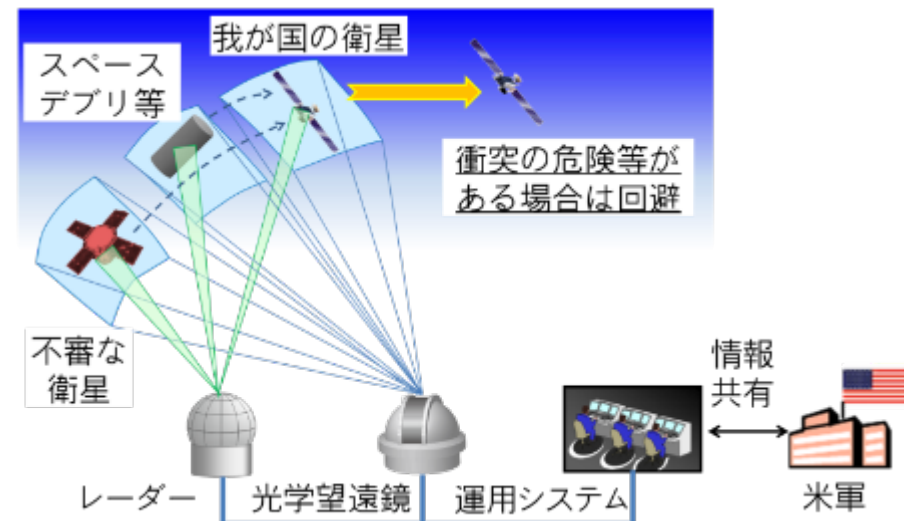 我が国の衛星
スペース
デブリ等
衝突の危険等が
ある場合は回避
不審な
衛星
情報
共有
レーダー
光学望遠鏡
運用システム
米軍